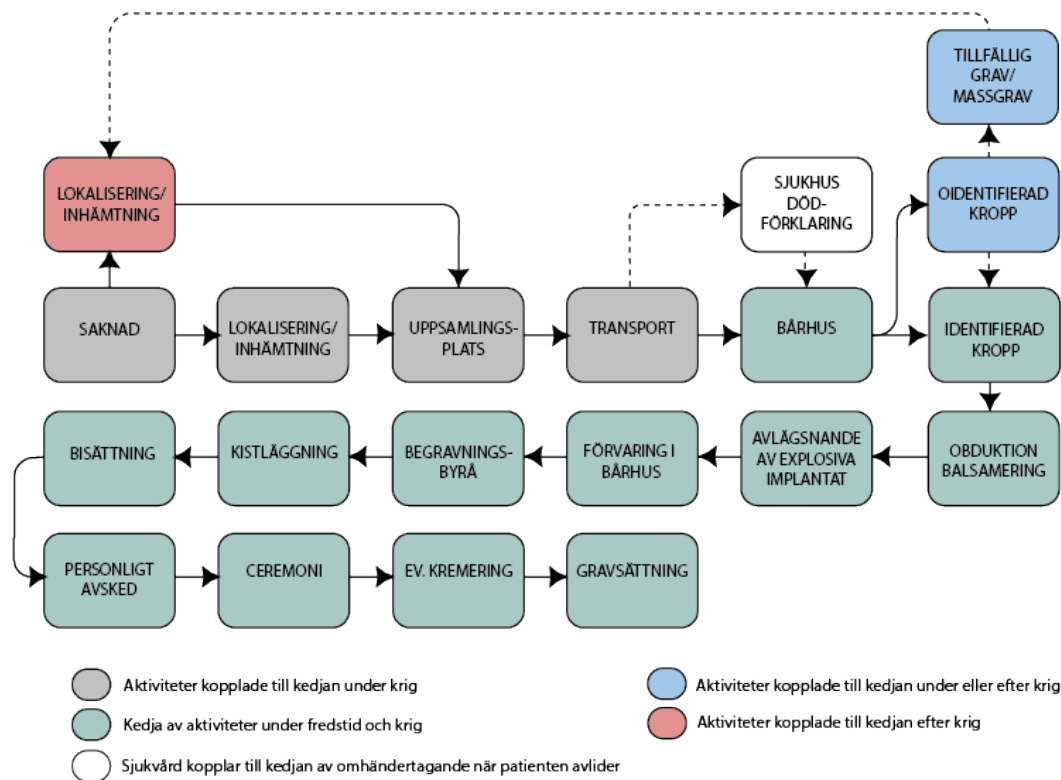 TILLFÄLLIG
GRAV/
MASSGRAV
LOKALISERING/
INHÄMTNING
SJUKHUS
DÖD-
FÖRKLARING
OIDENTIFIERAD
KROPP
SAKNAD
LOKALISERING/
INHÄMTNING
UPPSAMLINGS-
PLATS
TRANSPORT
BÅRHUS
IDENTIFIERAD
KROPP
BISÄTTNING
KISTLÄGGNING
BEGRAVNINGS-
BYRÅ
FÖRVARING I
BÅRHUS
AVLÄGSNANDE
AV EXPLOSIVA
IMPLANTAT
OBDUKTION
BALSAMERING
PERSONLIGT
AVSKED
CEREMONI
EV. KREMERING
GRAVSÄTTNING
Aktiviteter kopplade till kedjan under krig
Kedja av aktiviteter under fredstid och krig
Sjukvård kopplar till kedjan av omhändertagande när patienten avlider
Aktiviteter kopplade till kedjan under eller efter krig
Aktiviteter kopplade till kedjan efter krig